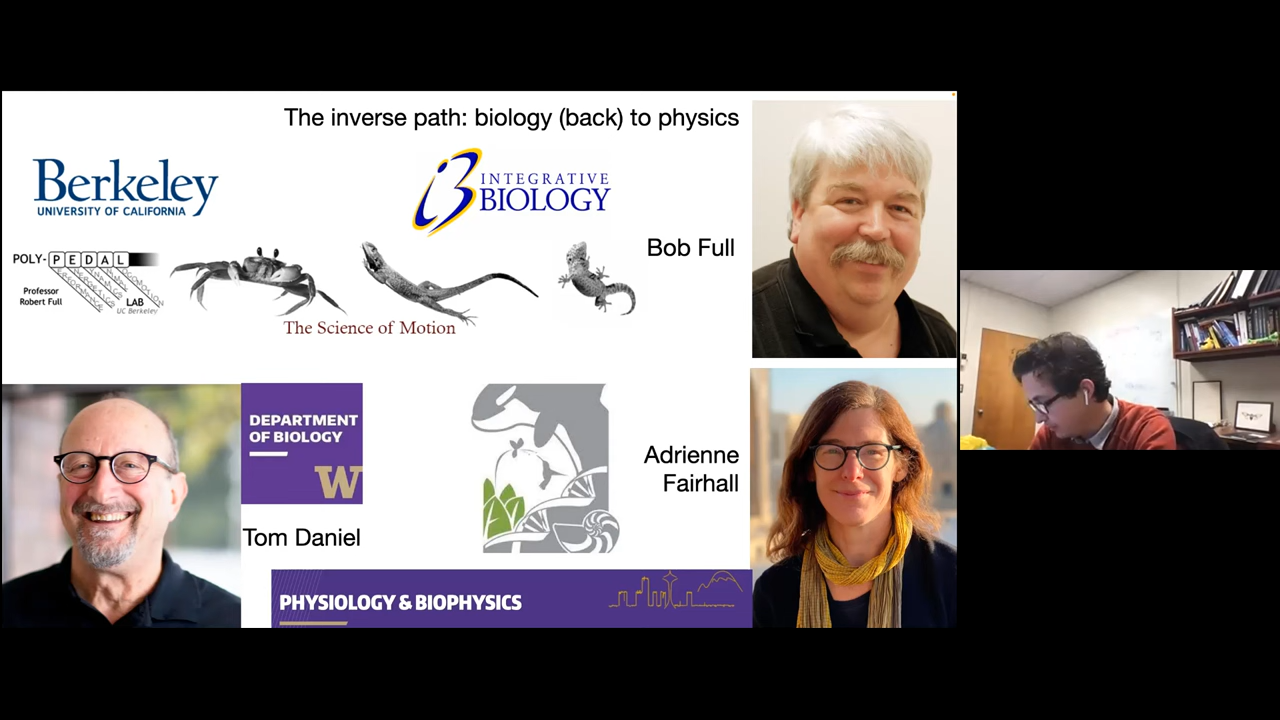 The inverse path: biology (back) to physics
Berkeley
UNIVERSITY OF CALIFORNIA
INTEGRATIVE
BIOLOGY
Bob Full
POLY-PEDAL
Professor
Robert Full
LAB
UC Berkeley
The Science of Motion
DEPARTMENT
OF BIOLOGY
W
Tom Daniel
Adrienne
Fairhall
PHYSIOLOGY & BIOPHYSICS